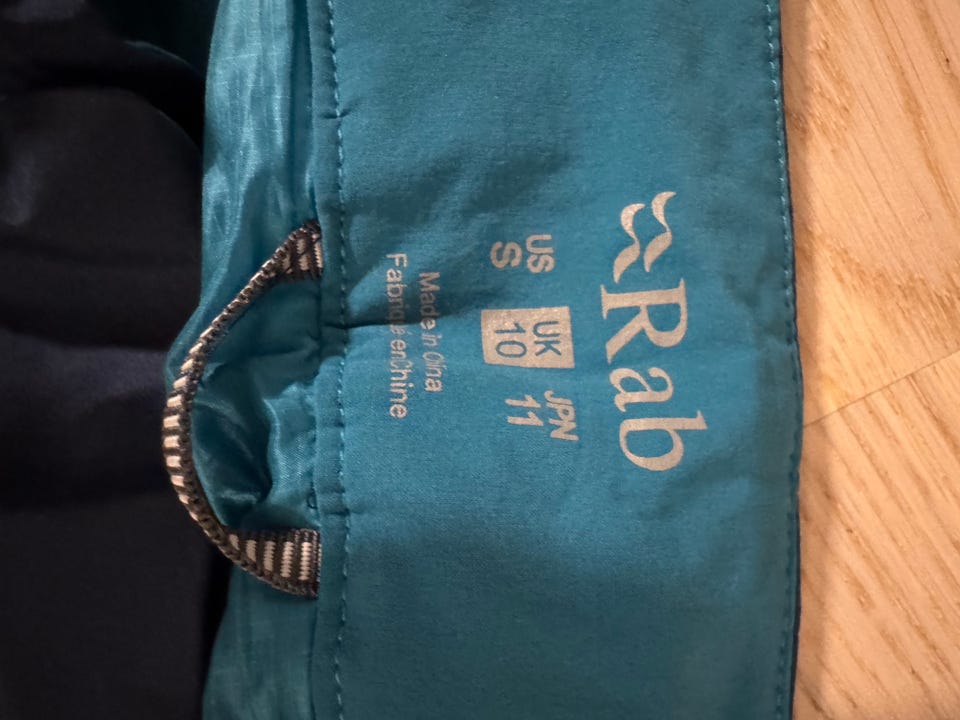 Rab
US UK JPN
S 10 11
Made in China
Fabriqué en Chine